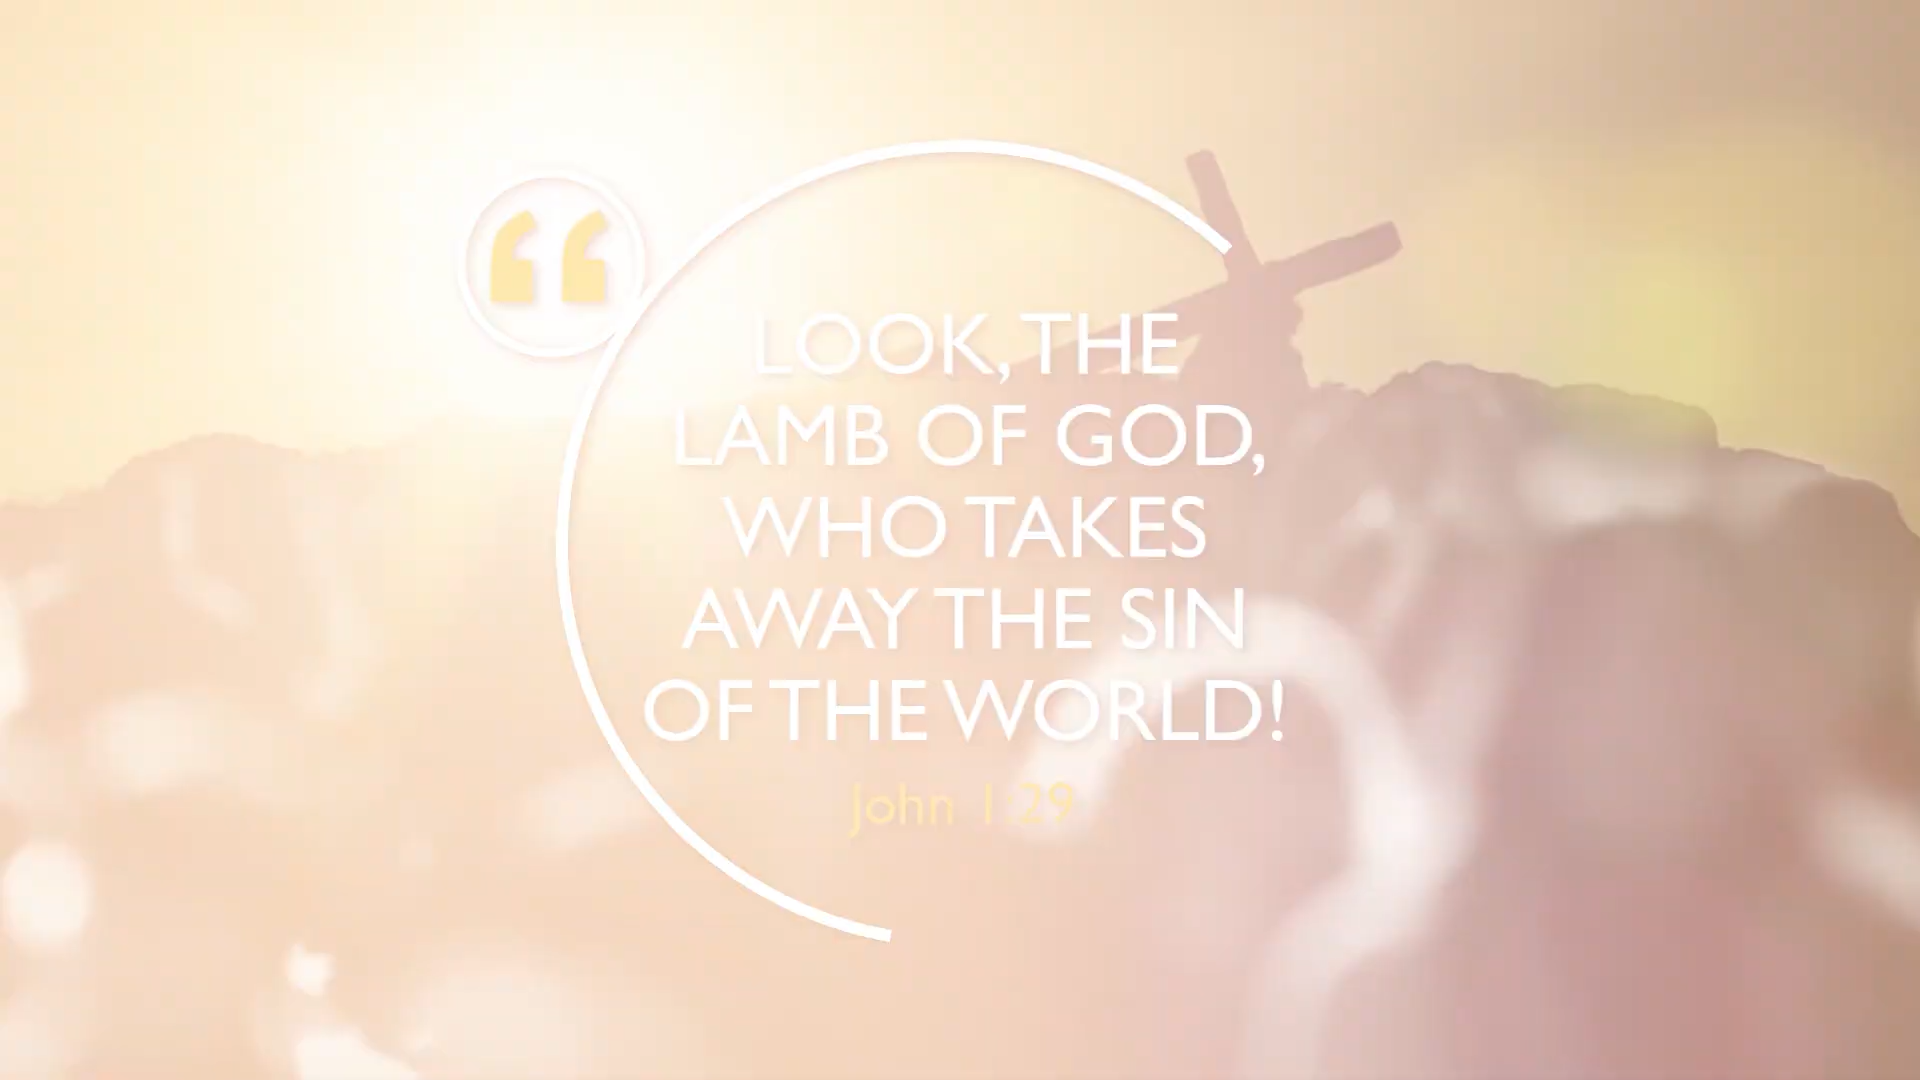 “
LOOK, THE
LAMB OF GOD,
WHO TAKES
AWAY THE SIN
OF THE WORLD!
John 1:29